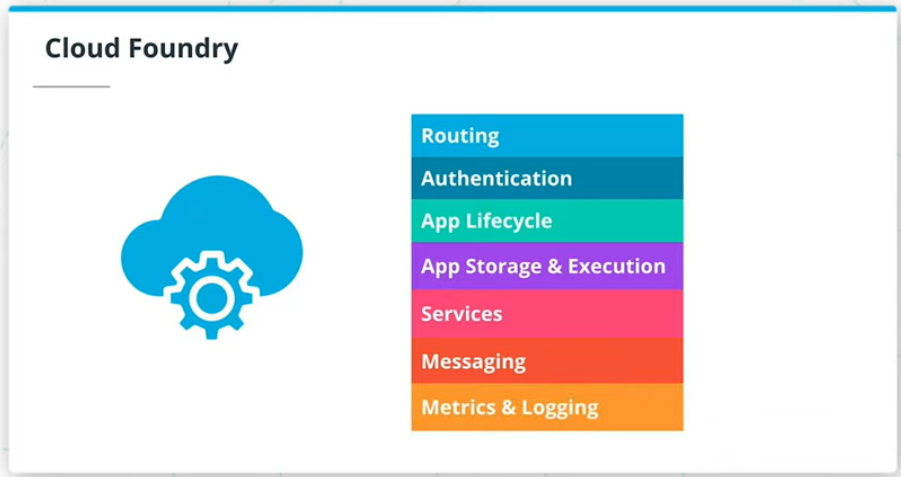 Cloud Foundry
Routing
Authentication
App Lifecycle
App Storage & Execution
Services
Messaging
Metrics & Logging